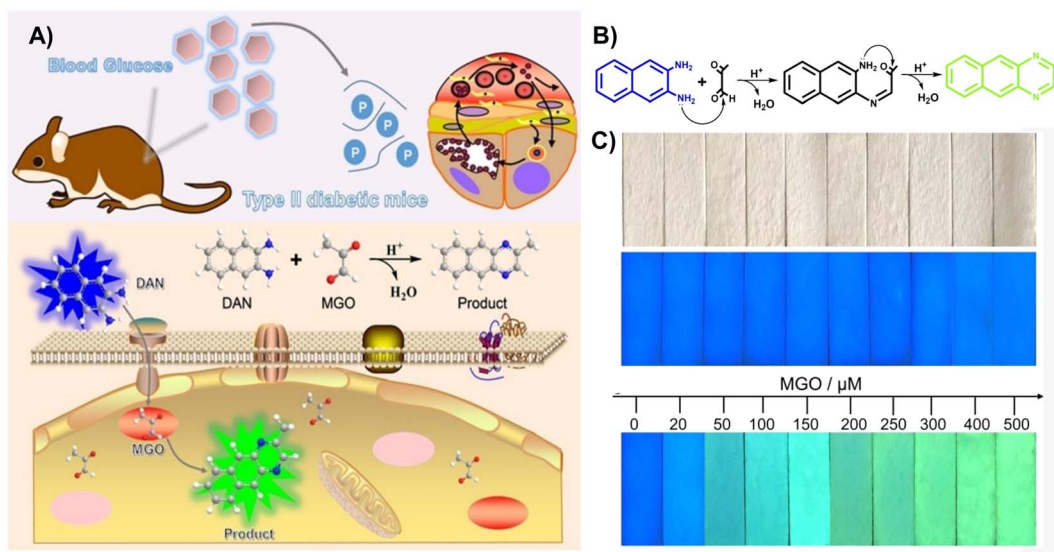 A)
Blood Glucose
P
P
P
P
Type II diabetic mice
DAN
+
H⁺
H₂O
DAN
MGO
Product
MGO
Product
B)
NH₂
NH₂
+
O
O
H
H⁺
H₂O
NH₂
O
N
H⁺
H₂O
N
N
C)
MGO / µM
0 20 50 100 150 200 250 300 400 500